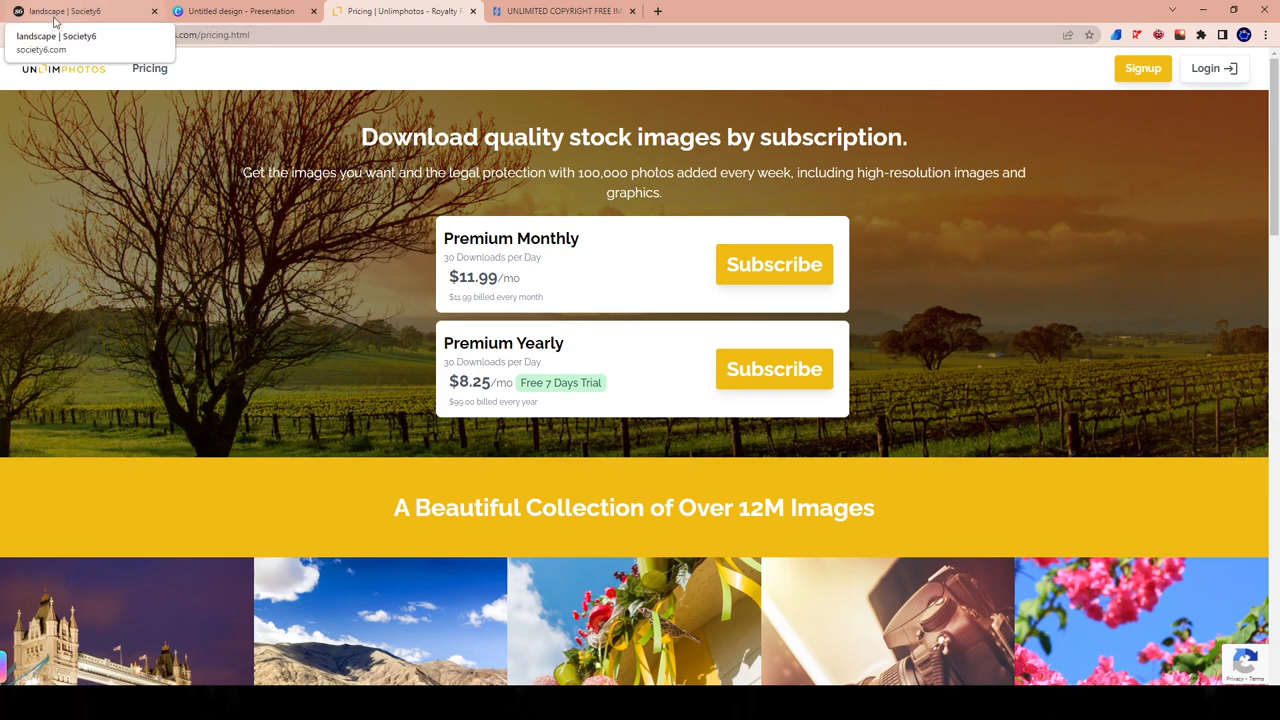 landscape | Society6
Untitled design - Presentation
Pricing | Unlimphotos - Royalty F
UNLIMITED COPYRIGHT FREE IM
landscape | Society6
society6.com
s.com/pricing.html
UNLIMPHOTOS
Pricing
Signup
Login
Download quality stock images by subscription.
Get the images you want and the legal protection with 100,000 photos added every week, including high-resolution images and
graphics.
Premium Monthly
30 Downloads per Day
$11.99/mo
$11.99 billed every month
Subscribe
Premium Yearly
30 Downloads per Day
$8.25/mo Free 7 Days Trial
$99.00 billed every year
Subscribe
A Beautiful Collection of Over 12M Images
Privacy - Terms